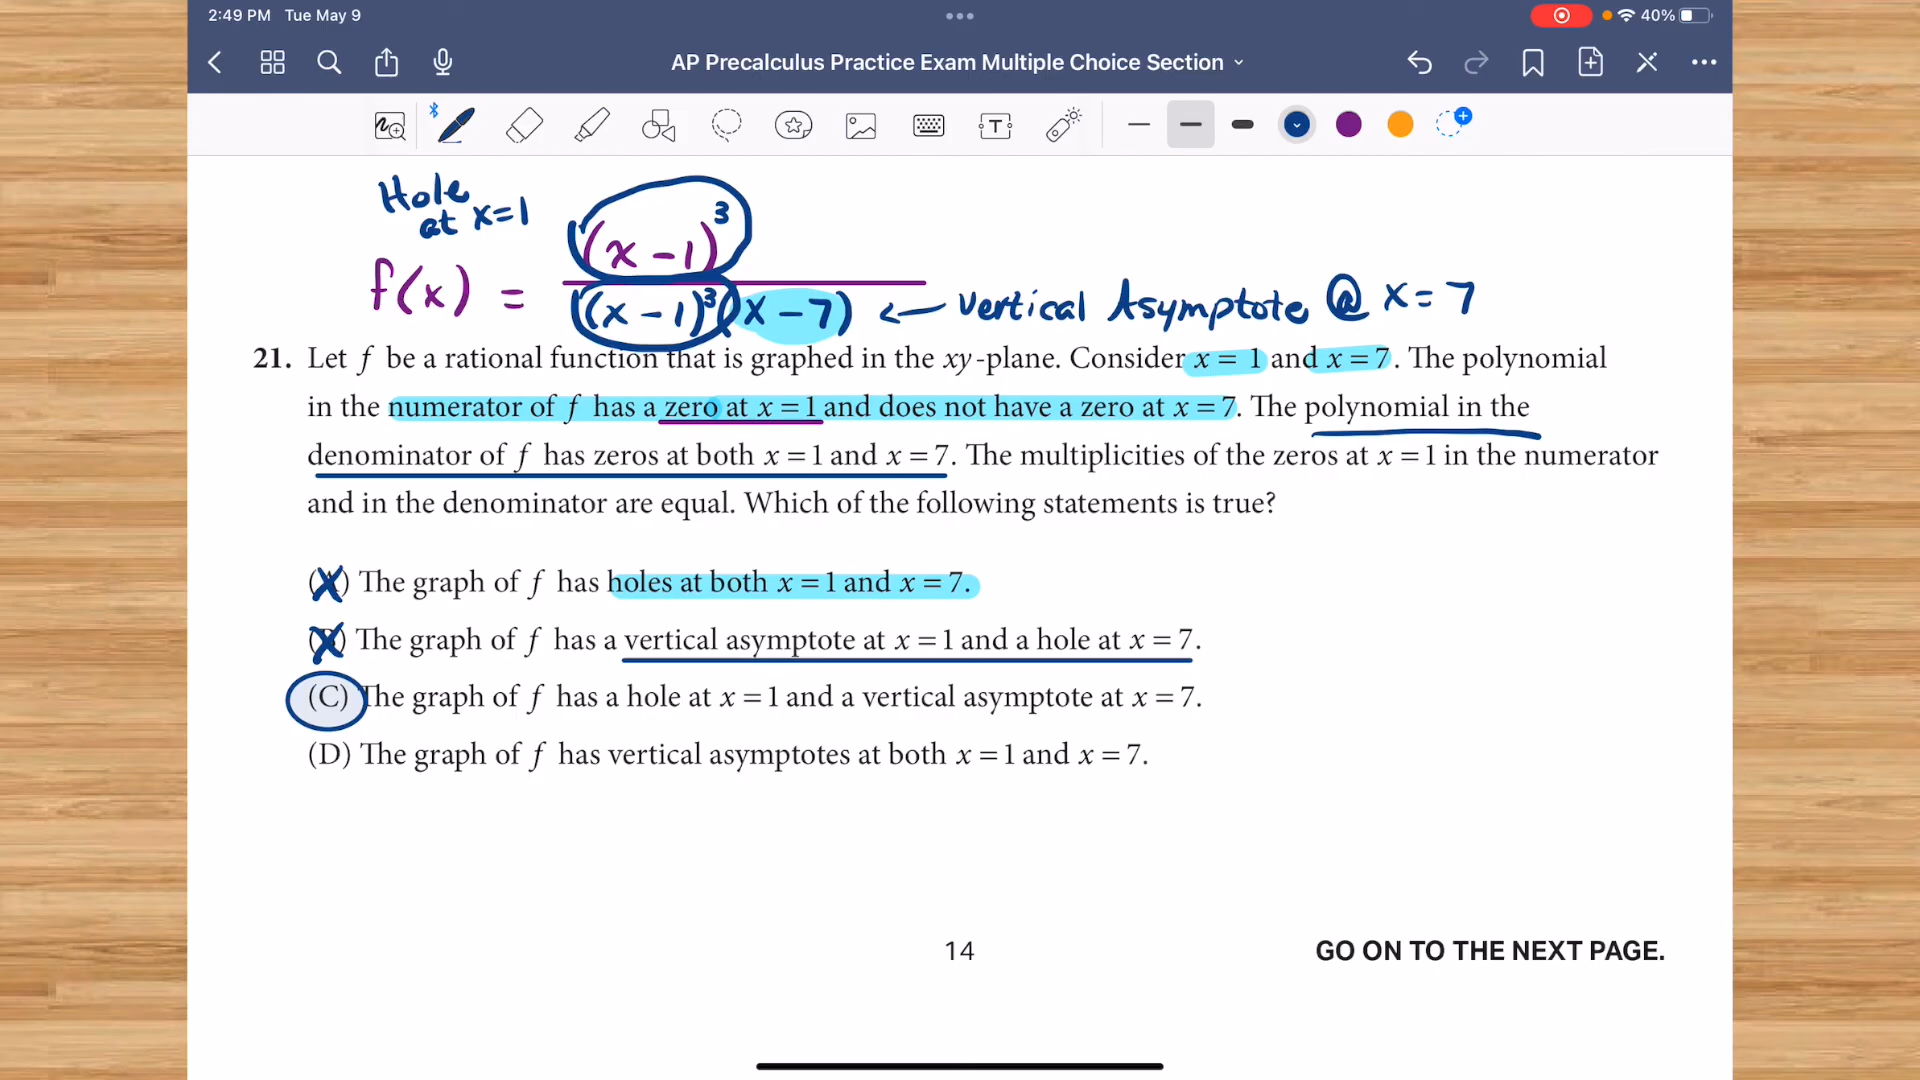 2:49 PM Tue May 9
40%
AP Precalculus Practice Exam Multiple Choice Section
T
Hole
at x=1
f(x) = (x-1)³
((x-1)³(x-7) ← Vertical Asymptote @ x=7
21. Let f be a rational function that is graphed in the xy-plane. Consider x = 1 and x = 7. The polynomial
in the numerator of f has a zero at x = 1 and does not have a zero at x = 7. The polynomial in the
denominator of f has zeros at both x = 1 and x = 7. The multiplicities of the zeros at x = 1 in the numerator
and in the denominator are equal. Which of the following statements is true?
(A) The graph of f has holes at both x = 1 and x = 7.
(B) The graph of f has a vertical asymptote at x = 1 and a hole at x = 7.
(C) The graph of f has a hole at x = 1 and a vertical asymptote at x = 7.
(D) The graph of f has vertical asymptotes at both x = 1 and x = 7.
14
GO ON TO THE NEXT PAGE.